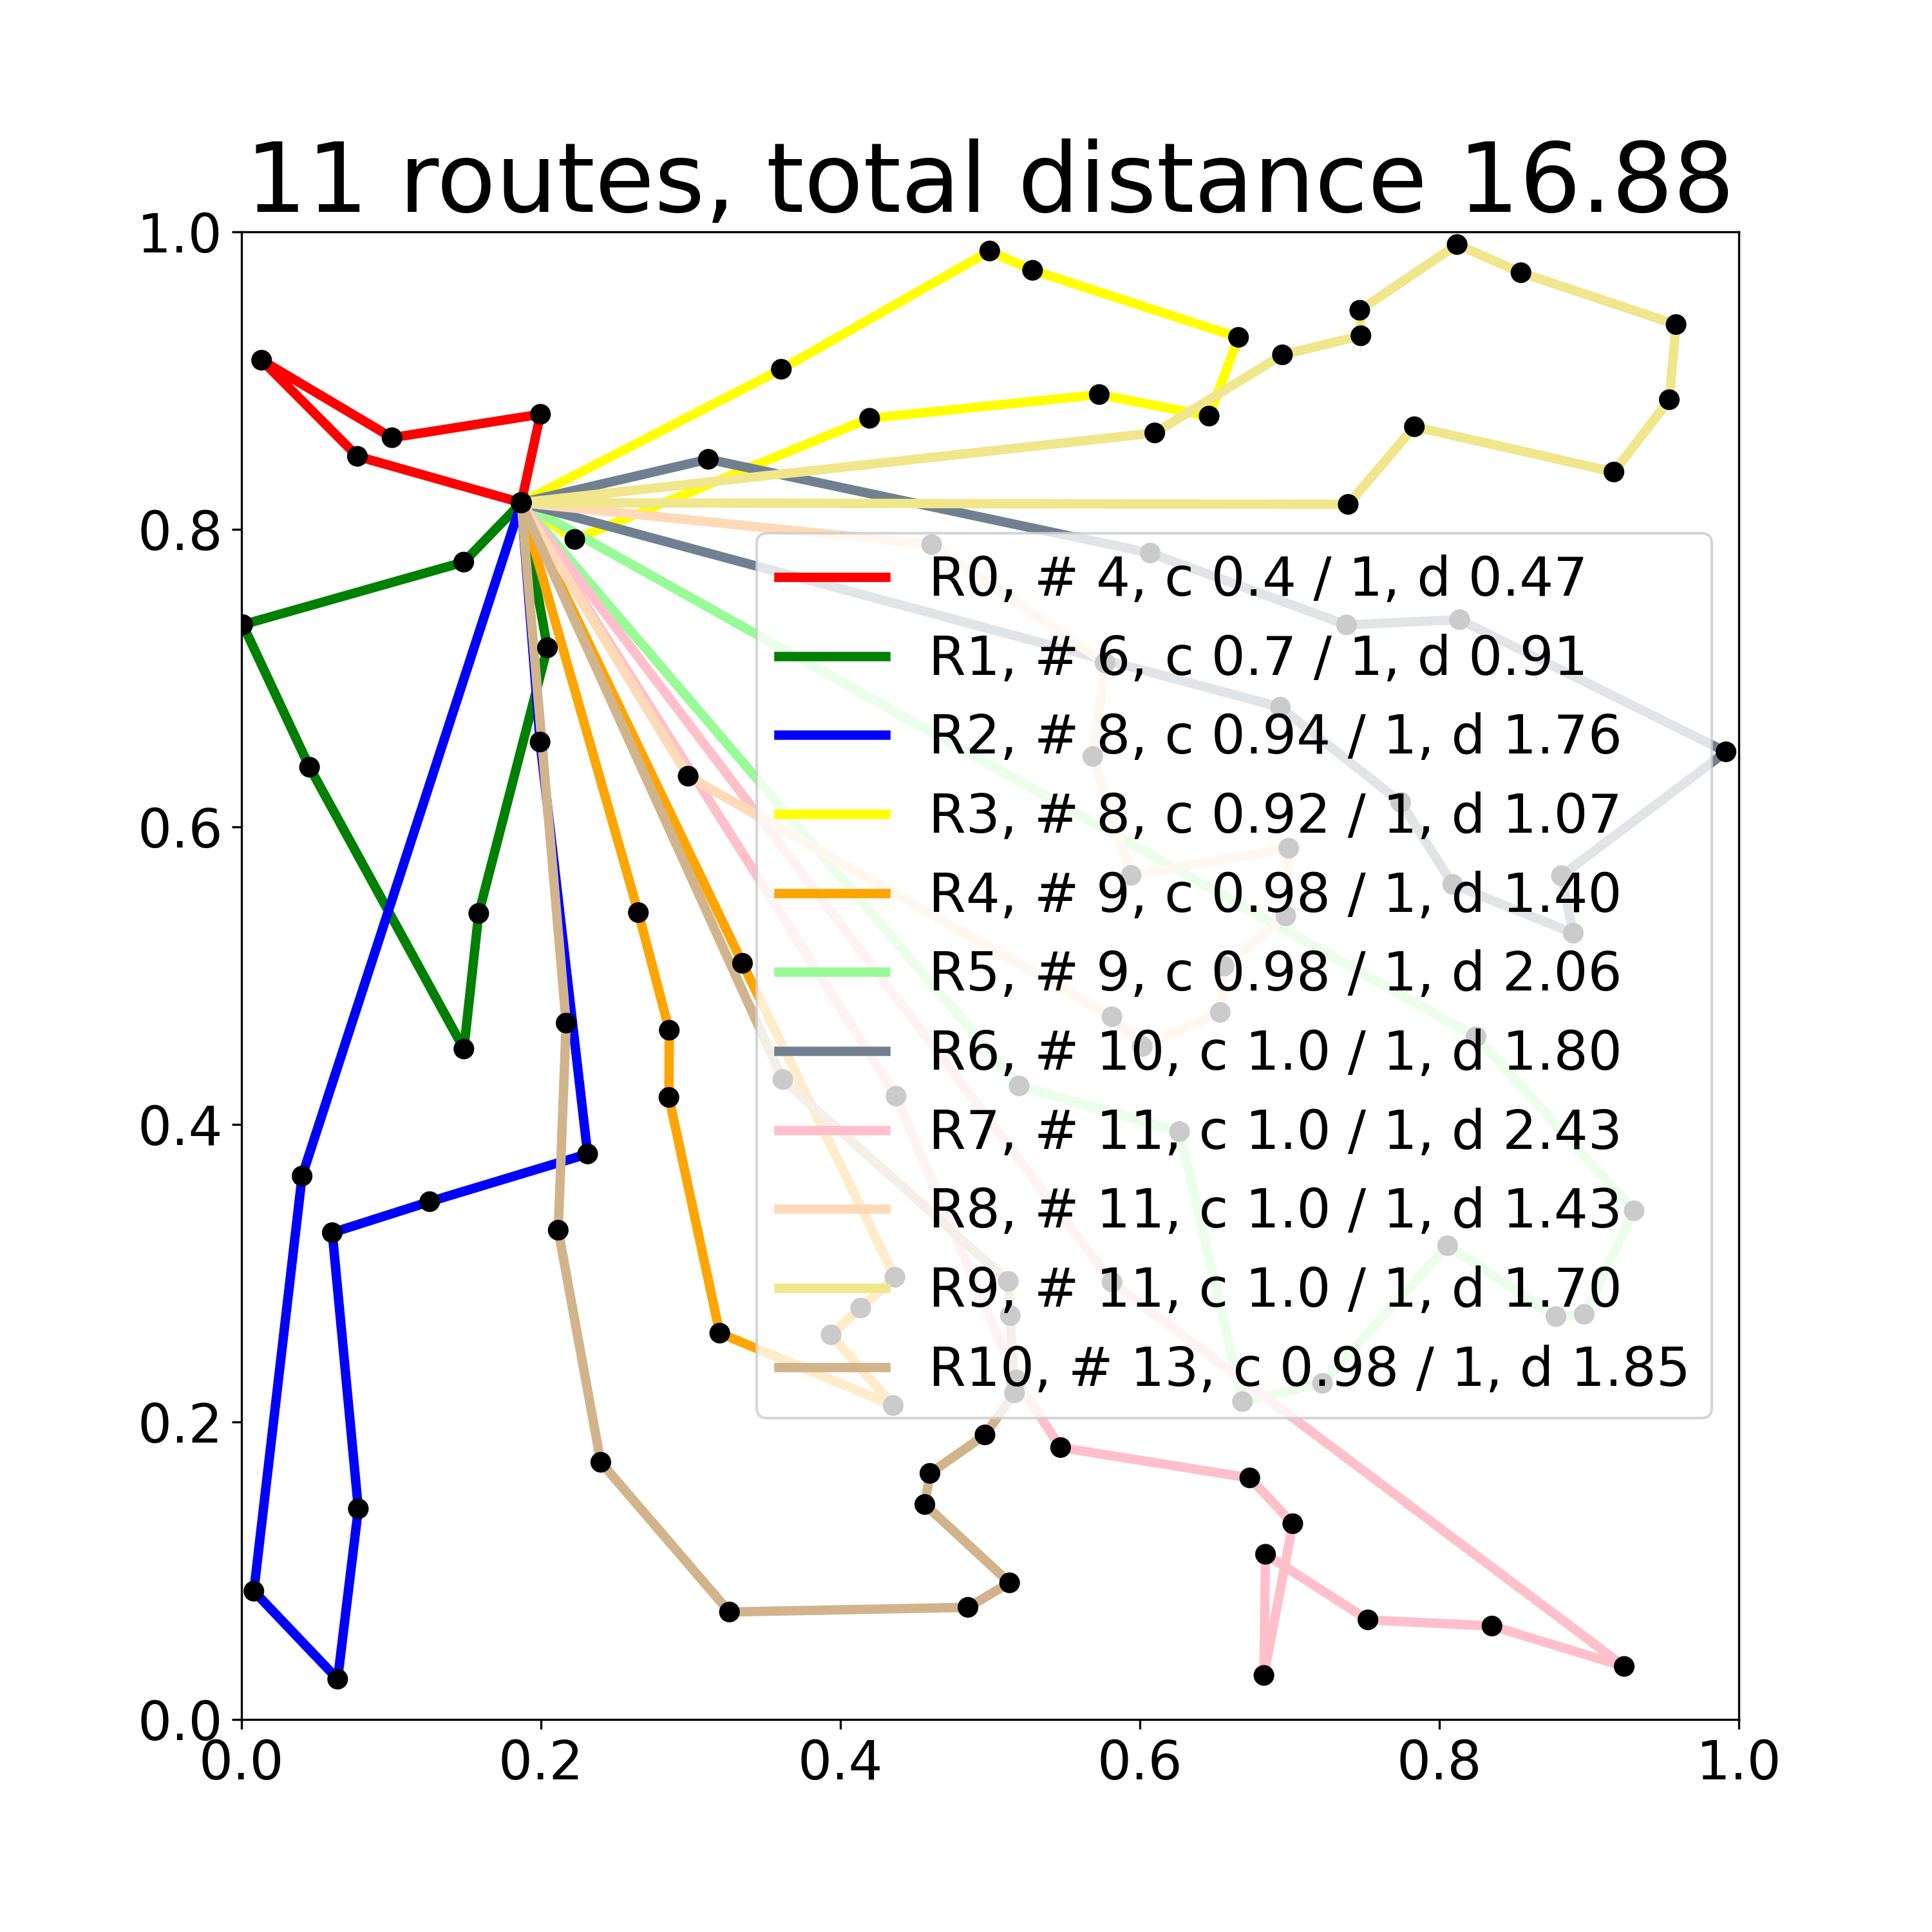 11 routes, total distance 16.88
1.0
0.8
0.6
0.4
0.2
0.0
R0, # 4, c 0.4 / 1, d 0.47
R1, # 6, c 0.7 / 1, d 0.91
R2, # 8, c 0.94 / 1, d 1.76
R3, # 8, c 0.92 / 1, d 1.07
R4, # 9, c 0.98 / 1, d 1.40
R5, # 9, c 0.98 / 1, d 2.06
R6, # 10, c 1.0 / 1, d 1.80
R7, # 11, c 1.0 / 1, d 2.43
R8, # 11, c 1.0 / 1, d 1.43
R9, # 11, c 1.0 / 1, d 1.70
R10, # 13, c 0.98 / 1, d 1.85
0.0 0.2 0.4 0.6 0.8 1.0